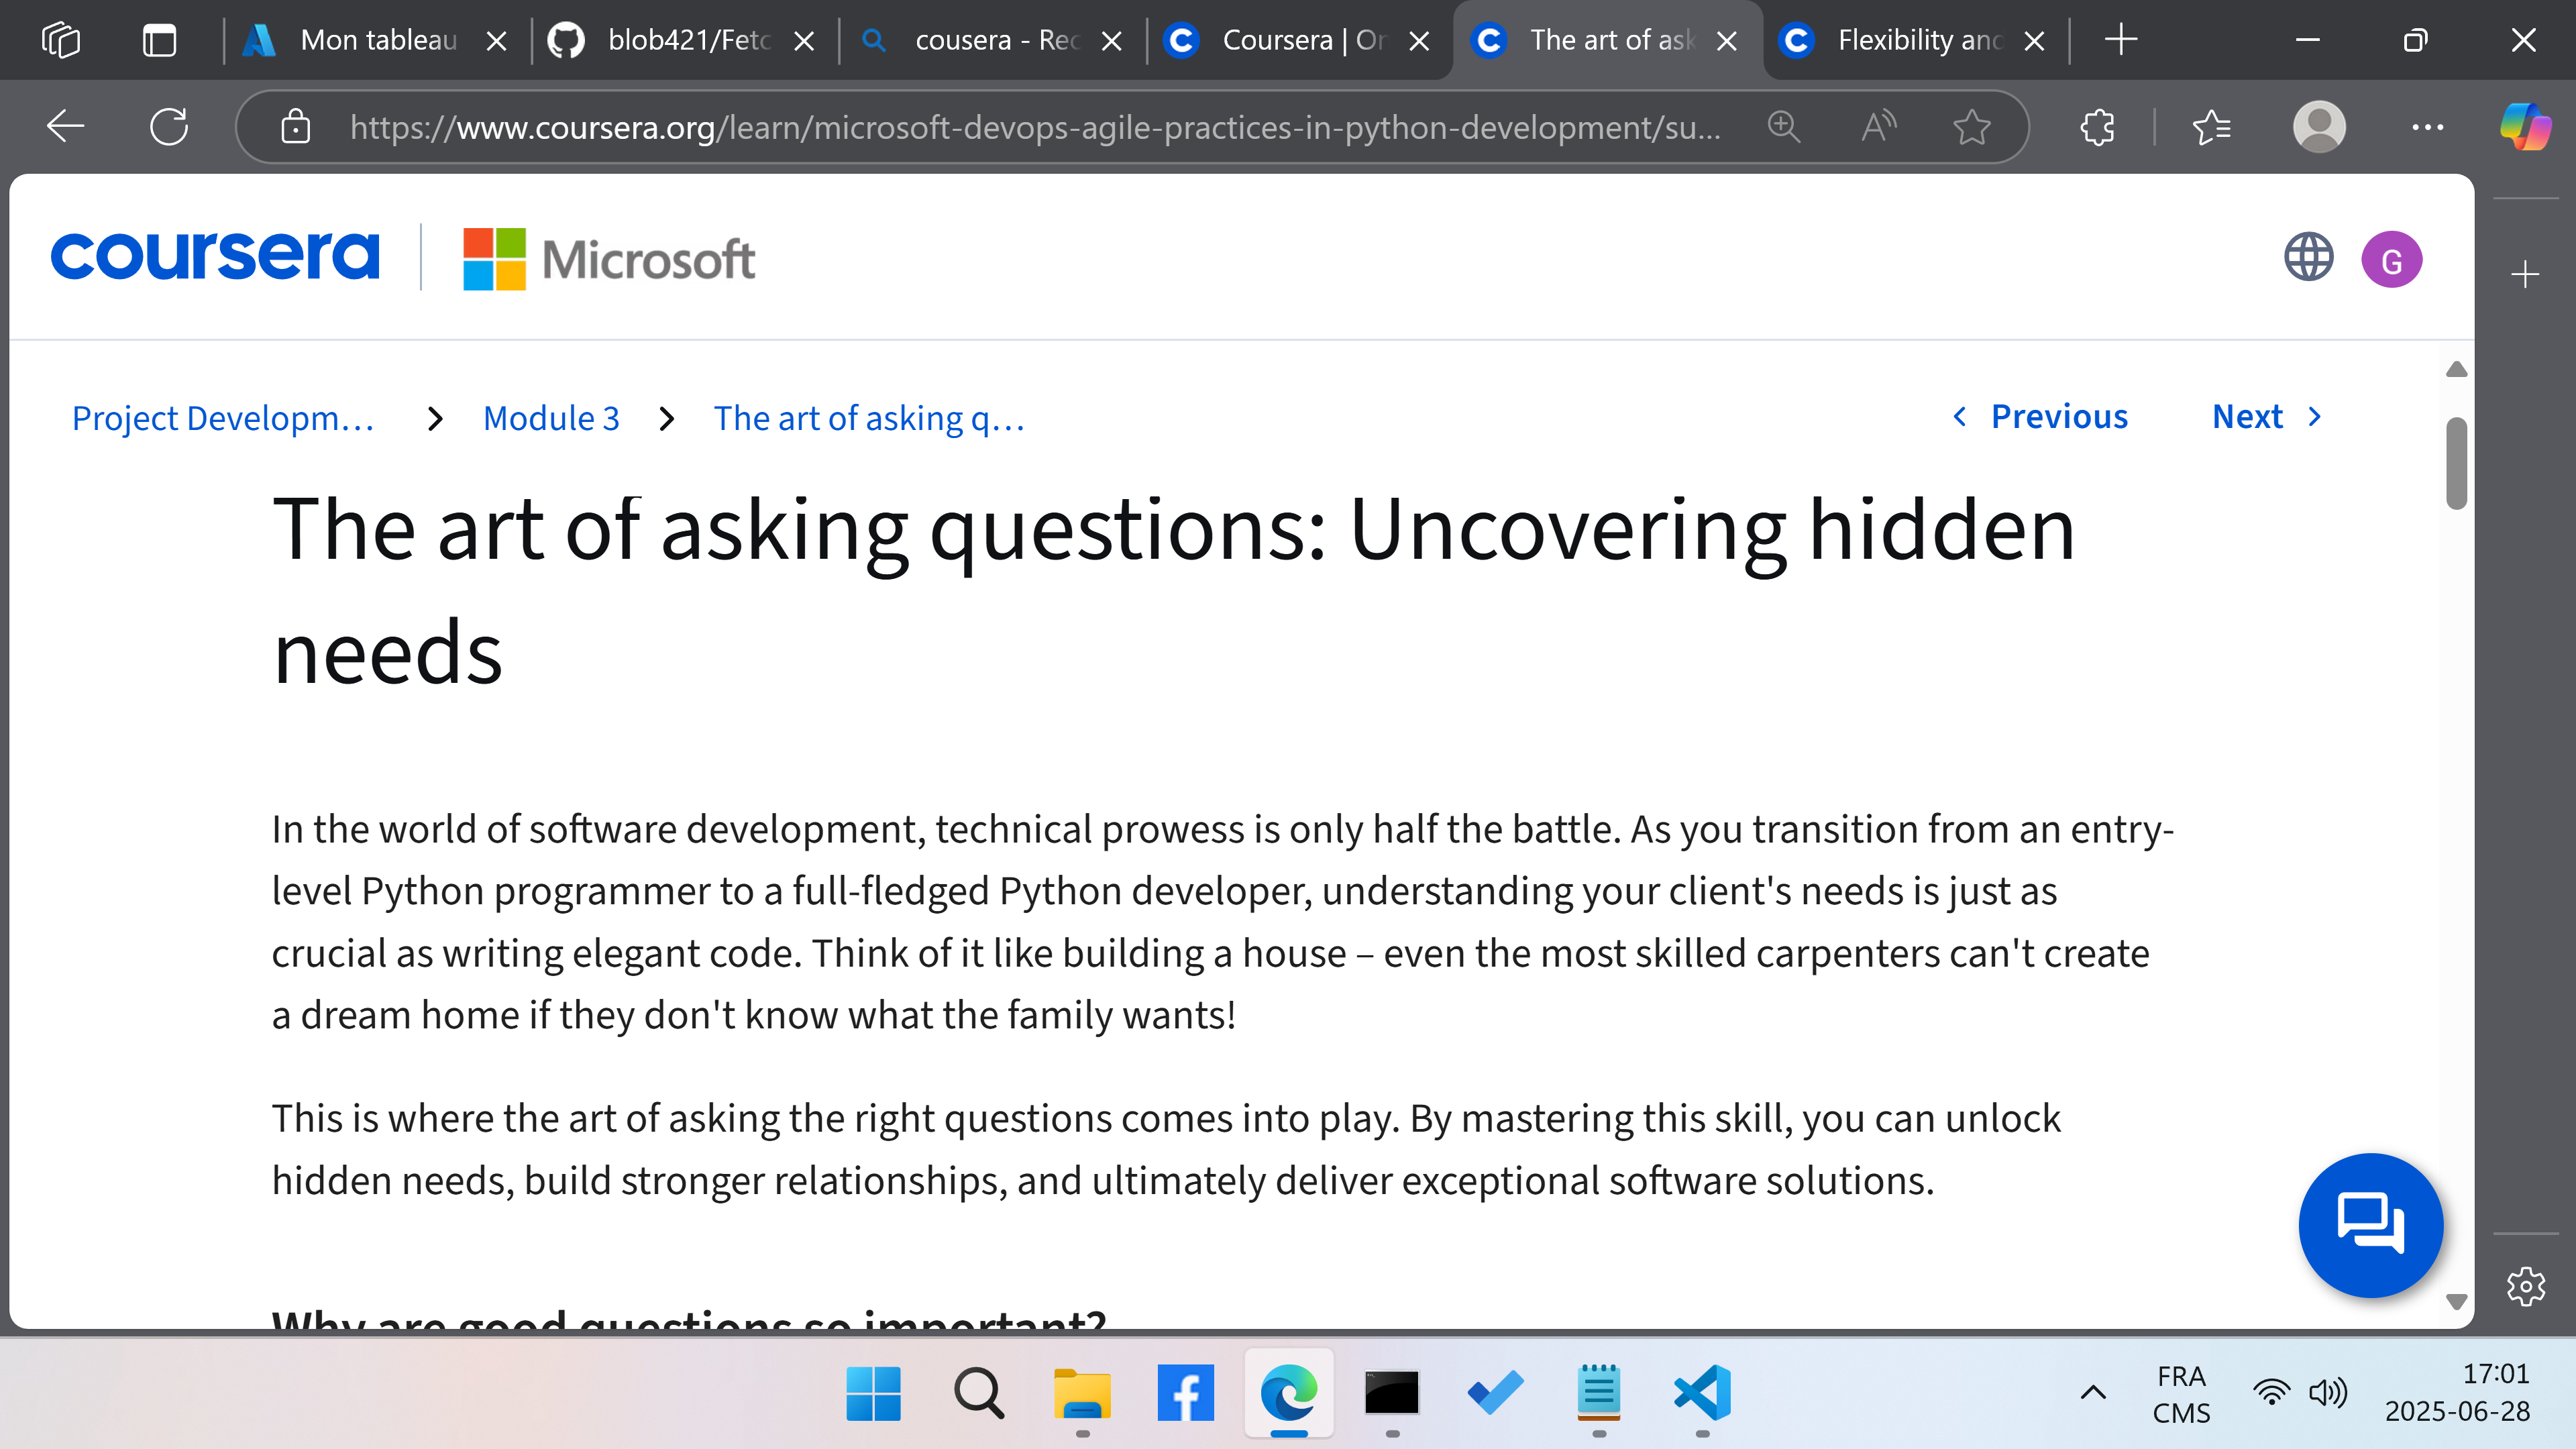 Mon tableau
blob421/Fetc
cousera - Rec
Coursera | On
The art of ask
Flexibility and
https://www.coursera.org/learn/microsoft-devops-agile-practices-in-python-development/su...
coursera
Microsoft
G
Project Developm...
Module 3
The art of asking q...
Previous
Next
The art of asking questions: Uncovering hidden
needs
In the world of software development, technical prowess is only half the battle. As you transition from an entry-
level Python programmer to a full-fledged Python developer, understanding your client's needs is just as
crucial as writing elegant code. Think of it like building a house – even the most skilled carpenters can't create
a dream home if they don't know what the family wants!
This is where the art of asking the right questions comes into play. By mastering this skill, you can unlock
hidden needs, build stronger relationships, and ultimately deliver exceptional software solutions.
Why are good questions so important?
FRA
CMS
17:01
2025-06-28